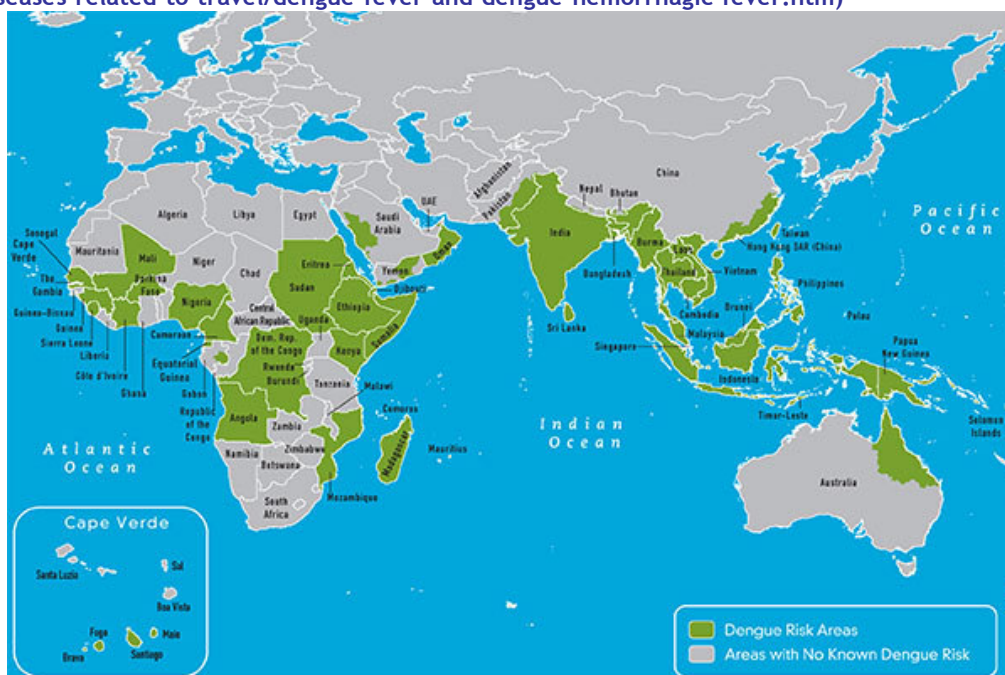 seases related to travel/dengue fever and dengue hemorrhagic fever.htm)
Afghanistan
Pakistan
Nepal
Bhutan
China
UAE
Saudi
Arabia
Algeria
Libya
Egypt
Pacific
Ocean
Senegal
Cape
Verde
Mauritania
Mali
Niger
Chad
Eritrea
Sudan
Yemen
Oman
India
Burma
Laos
Taiwan
Hong Kong SAR (China)
The
Gambia
Burkina
Faso
Djibouti
Bangladesh
Thailand
Vietnam
Philippines
Guinea-Bissau
Nigeria
Ethiopia
Guinea
Central
African Republic
Uganda
Somalia
Sri Lanka
Cambodia
Brunei
Palau
Sierra Leone
Cameroon
Dem. Rep.
of the Congo
Kenya
Malaysia
Papua
New Guinea
Liberia
Equatorial
Guinea
Rwanda
Burundi
Singapore
Côte d'Ivoire
Tanzania
Malawi
Indonesia
Ghana
Gabon
Republic
of the
Congo
Angola
Comoros
Timor-Leste
Solomon
Islands
Zambia
Indian
Ocean
Atlantic
Ocean
Namibia
Zimbabwe
Madagascar
Mauritius
Botswana
Mozambique
Australia
South
Africa
Cape Verde
Santa Luzia
Sal
Boa Vista
Fogo
Maio
Brava
Santiago
Dengue Risk Areas
Areas with No Known Dengue Risk